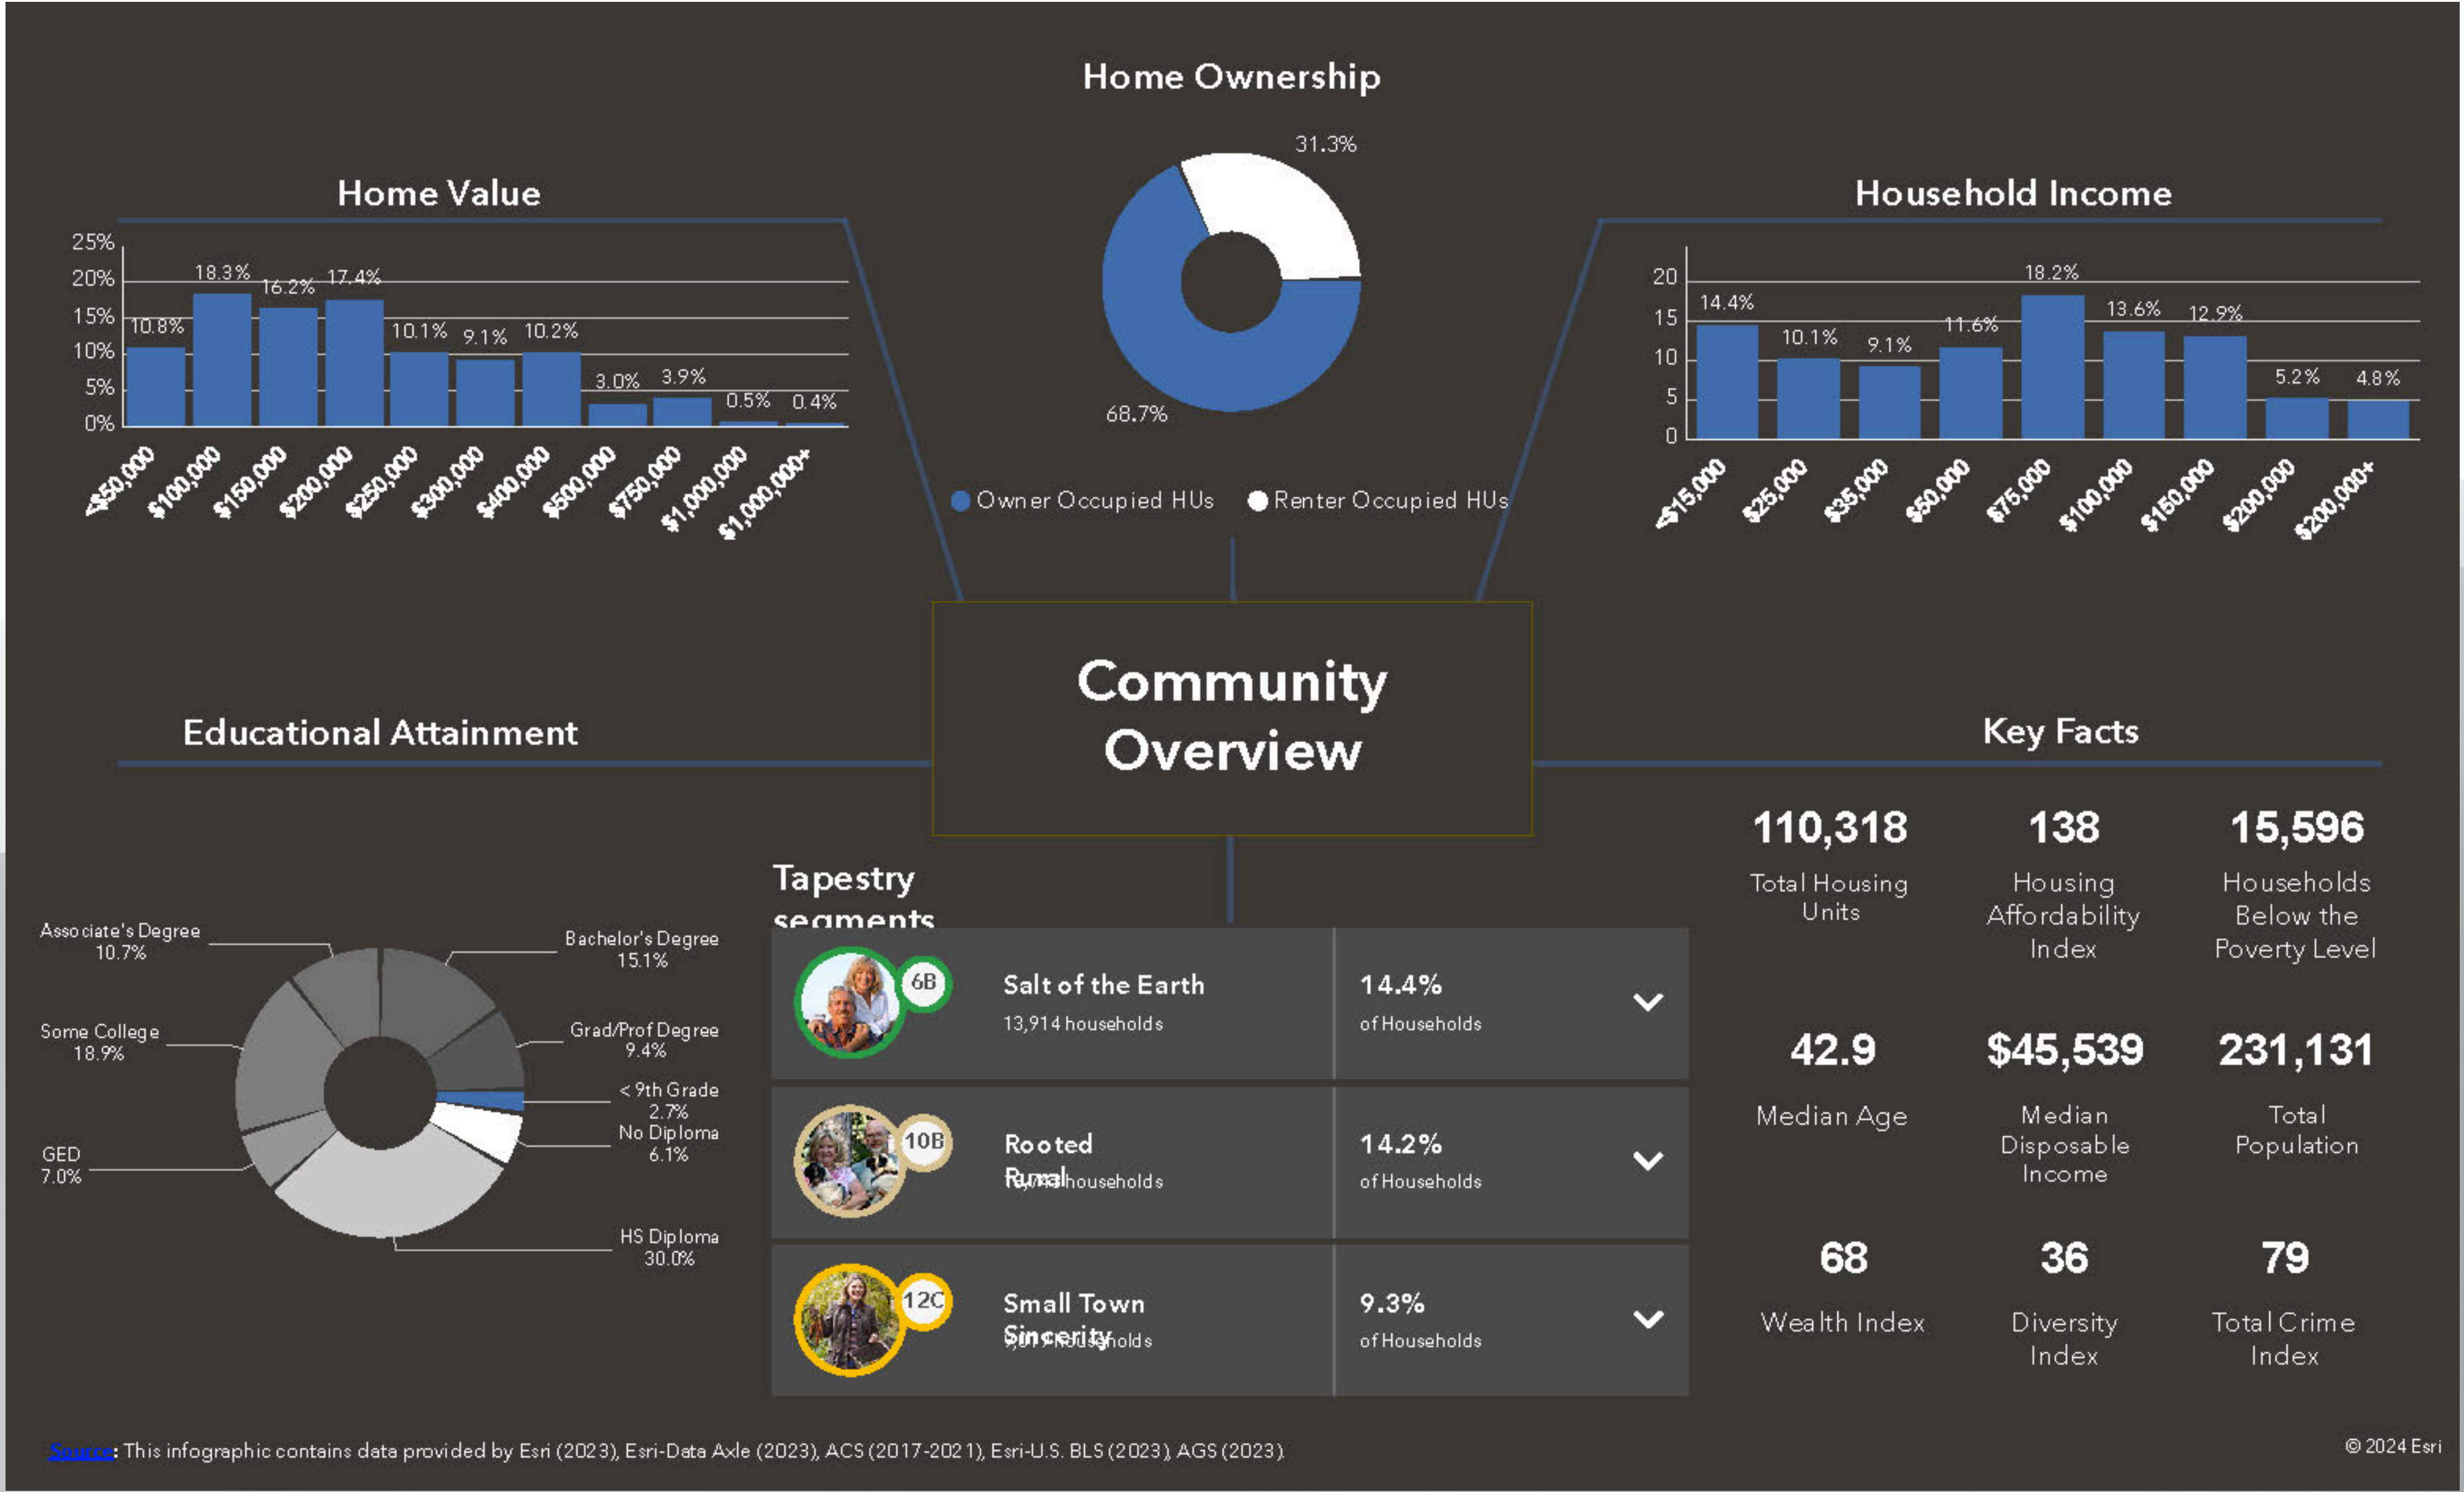 Home Ownership
31.3%
68.7%
Owner Occupied HUs
Renter Occupied HUs
Home Value
25%
20%
15%
10%
5%
0%
10.8%
18.3%
16.2%
17.4%
10.1%
9.1%
10.2%
3.0%
3.9%
0.5%
0.4%
<$50,000
$100,000
$150,000
$200,000
$250,000
$300,000
$400,000
$500,000
$750,000
$1,000,000
$1,000,000+
Household Income
20
15
10
5
0
14.4%
10.1%
9.1%
11.6%
18.2%
13.6%
12.9%
5.2%
4.8%
<$15,000
$25,000
$35,000
$50,000
$75,000
$100,000
$150,000
$200,000
$200,000+
Community
Overview
Educational Attainment
Associate's Degree
10.7%
Bachelor's Degree
15.1%
Some College
18.9%
Grad/Prof Degree
9.4%
< 9th Grade
2.7%
No Diploma
6.1%
GED
7.0%
HS Diploma
30.0%
Tapestry
segments
6B
Salt of the Earth
13,914 households
14.4%
of Households
10B
Rooted
Rural
households
14.2%
of Households
12C
Small Town
Sincerity
households
9.3%
of Households
Key Facts
110,318
Total Housing
Units
138
Housing
Affordability
Index
15,596
Households
Below the
Poverty Level
42.9
Median Age
$45,539
Median
Disposable
Income
231,131
Total
Population
68
Wealth Index
36
Diversity
Index
79
Total Crime
Index
Source: This infographic contains data provided by Esri (2023), Esri-Data Axle (2023), ACS (2017-2021), Esri-U.S. BLS (2023), AGS (2023).
© 2024 Esri